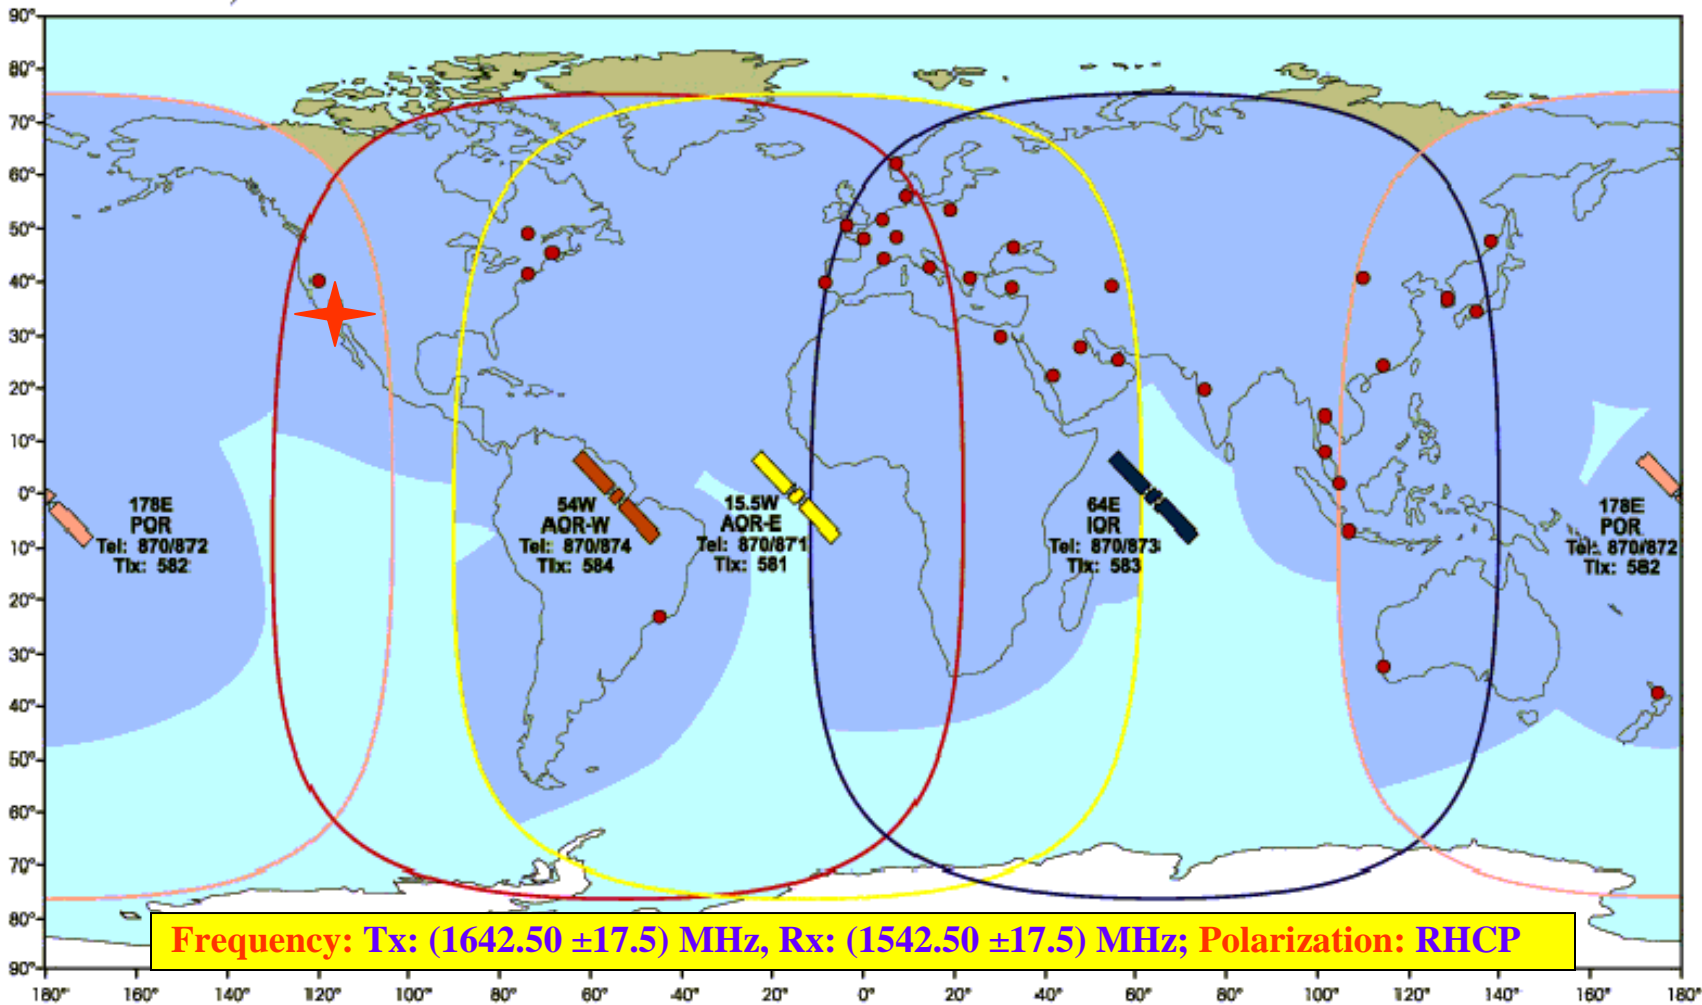 90°
80°
70°
60°
50°
40°
30°
20°
10°
0°
10°
20°
30°
40°
50°
60°
70°
80°
90°
178E
POR
Tel: 870/872
Tlx: 582
54W
AOR-W
Tel: 870/874
Tlx: 584
15.5W
AOR-E
Tel: 870/871
Tlx: 581
64E
IOR
Tel: 870/873
Tlx: 583
178E
POR
Tel: 870/872
Tlx: 582
Frequency: Tx: (1642.50 ±17.5) MHz, Rx: (1542.50 ±17.5) MHz; Polarization: RHCP
180° 160° 140° 120° 100° 80° 60° 40° 20° 0° 20° 40° 60° 80° 100° 120° 140° 160° 180°